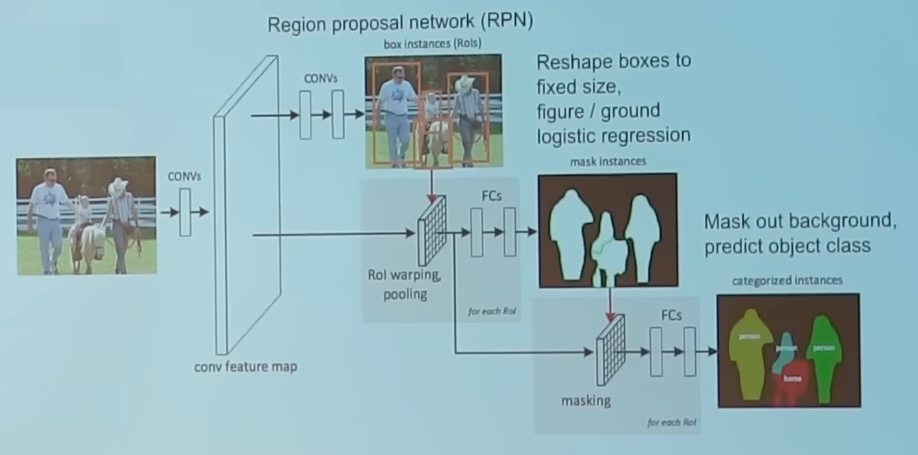 Region proposal network (RPN)
box instances (RoIs)
CONVs
Reshape boxes to
fixed size,
figure / ground
logistic regression
mask instances
CONVs
FCs
Mask out background,
predict object class
RoI warping,
pooling
for each RoI
categorized instances
conv feature map
FCs
person
person
person
horse
masking
for each RoI